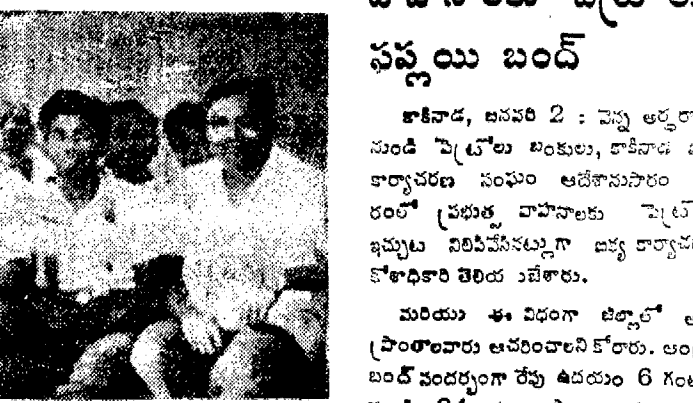 సప్లయి బంద్
కాకినాడ, జనవరి 2 : వెన్న అర్ధరా
నుండి పెట్రోలు బంకులు, కాకినాడ
కార్యాచరణ సంఘం ఆదేశానుసారం
రంలో ప్రభుత్వ వాహనాలకు పెట్రో
ఇచ్చుట నిలిపివేసినట్లుగా ఐక్య కార్యాచర
కోశాధికారి తెలియ జేశారు.
మరియు ఈ విధంగా జిల్లాలో
ప్రాంతాలవారు ఆచరించాలని కోరారు. ఆం
బంద్ సందర్భంగా రేపు ఉదయం 6 గంట